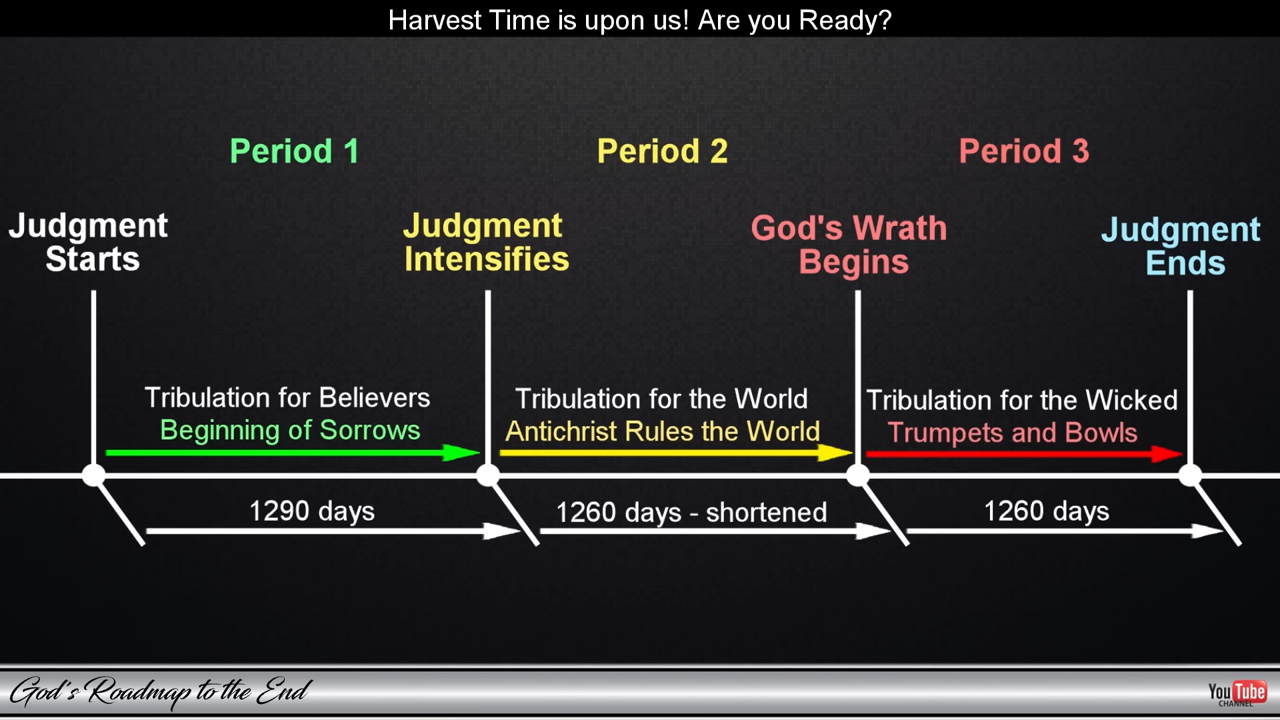 Harvest Time is upon us! Are you Ready?
Period 1
Period 2
Period 3
Judgment
Starts
Judgment
Intensifies
God's Wrath
Begins
Judgment
Ends
Tribulation for Believers
Beginning of Sorrows
Tribulation for the World
Antichrist Rules the World
Tribulation for the Wicked
Trumpets and Bowls
1290 days
1260 days - shortened
1260 days
God's Roadmap to the End
YouTube
CHANNEL